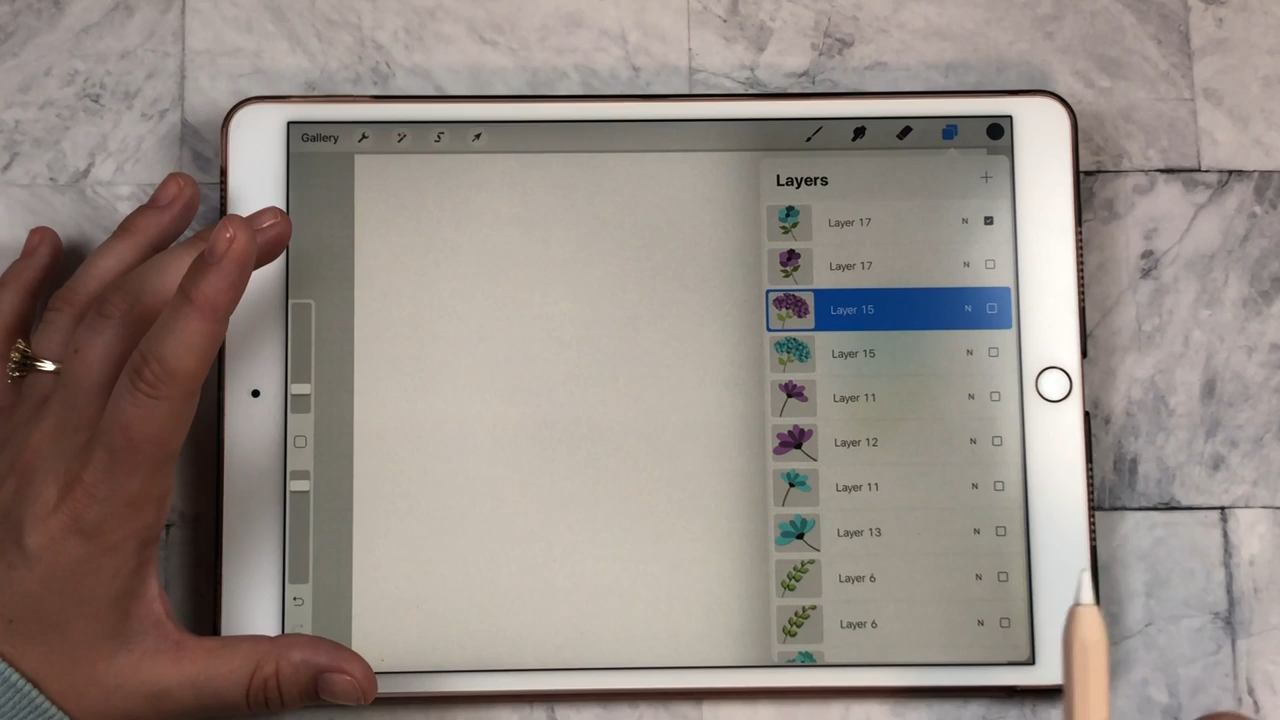 Gallery
Layers
Layer 17 N
Layer 17 N
Layer 15 N
Layer 15 N
Layer 11 N
Layer 12 N
Layer 11 N
Layer 13 N
Layer 6 N
Layer 6 N